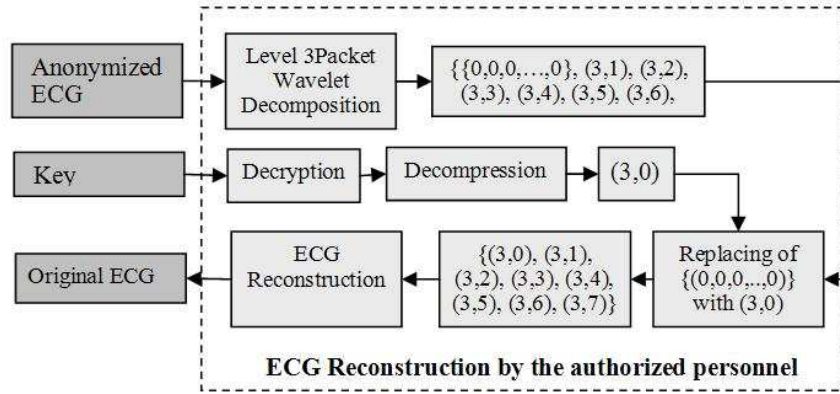 Anonymized
ECG
Level 3Packet
Wavelet
Decomposition
{{0,0,0,...,0}, (3,1), (3,2),
(3,3), (3,4), (3,5), (3,6),
Key
Decryption
Decompression
(3,0)
Original ECG
ECG
Reconstruction
{(3,0), (3,1),
(3,2), (3,3), (3,4),
(3,5), (3,6), (3,7)}
Replacing of
{(0,0,0,..,0)}
with (3,0)
ECG Reconstruction by the authorized personnel